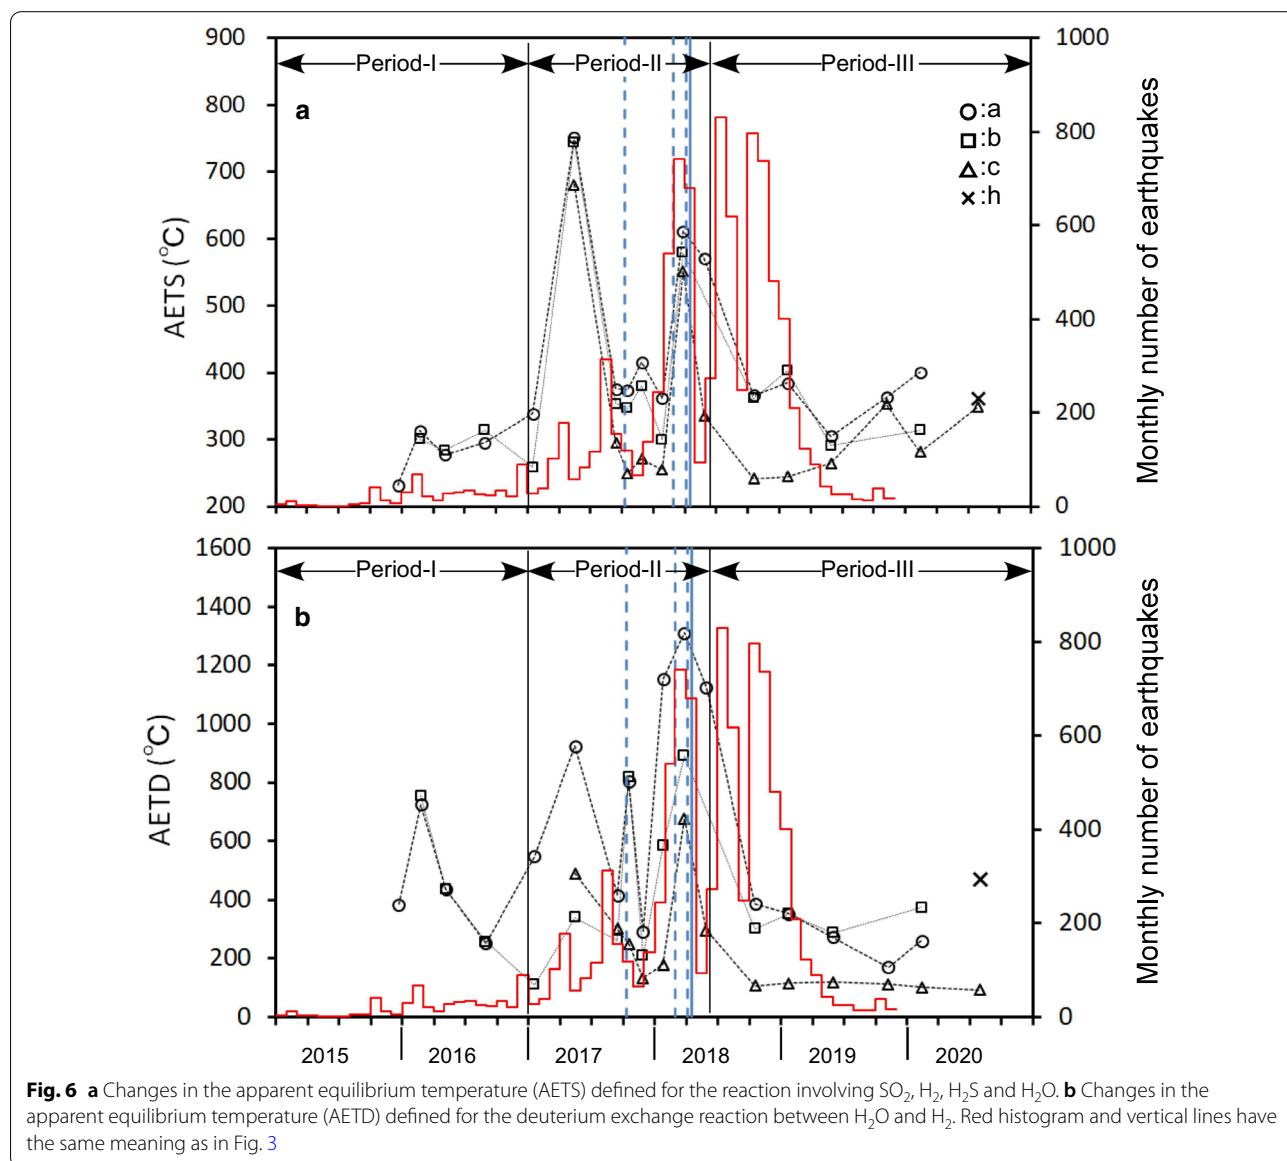 900
1000
Period-I
Period-II
Period-III
a
:a
:b
:c
:h
800
700
600
500
400
300
200
800
600
400
200
0
AETS (°C)
Monthly number of earthquakes
1600
1000
Period-I
Period-II
Period-III
b
1400
1200
1000
800
600
400
200
0
800
600
400
200
0
AETD (°C)
Monthly number of earthquakes
2015
2016
2017
2018
2019
2020
Fig. 6 a Changes in the apparent equilibrium temperature (AETS) defined for the reaction involving SO₂, H₂, H₂S and H₂O. b Changes in the
apparent equilibrium temperature (AETD) defined for the deuterium exchange reaction between H₂O and H₂. Red histogram and vertical lines have
the same meaning as in Fig. 3